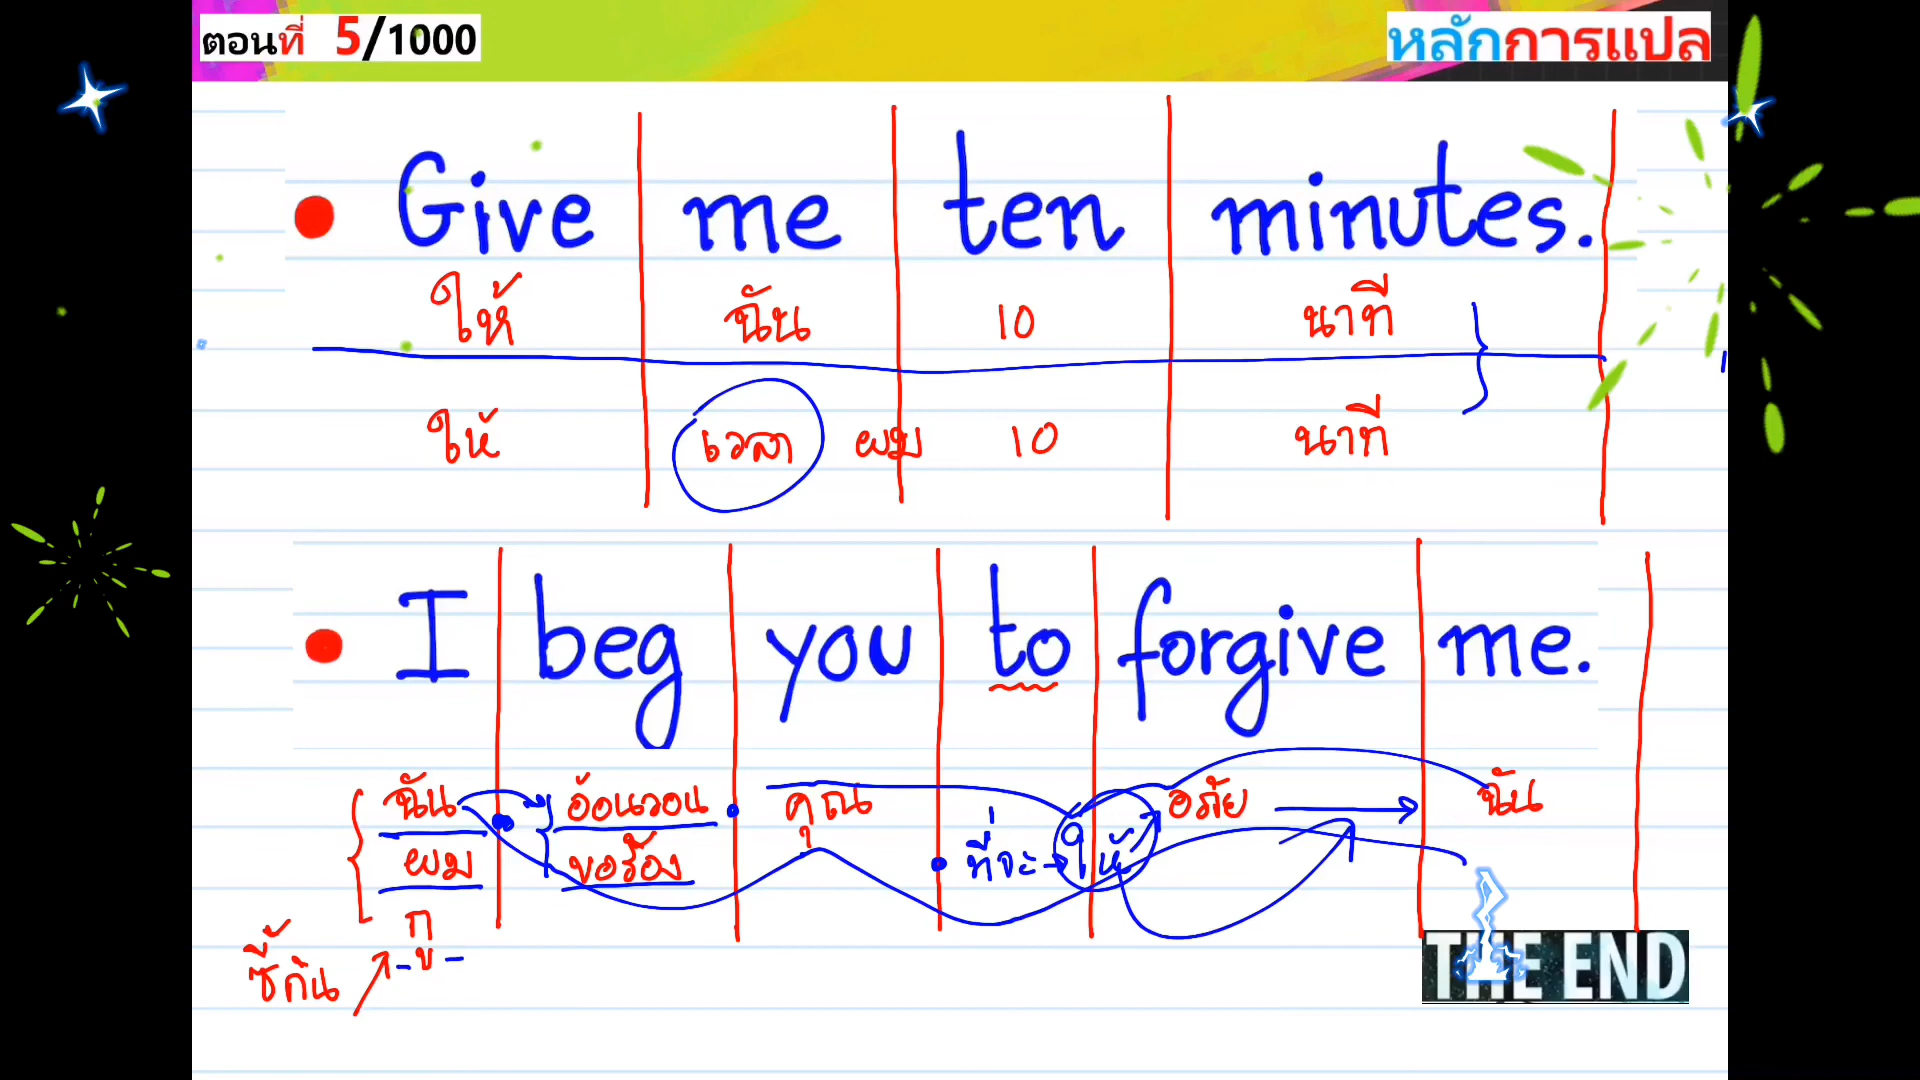 ตอนที่ 5/1000
หลักการแปล
Give me ten minutes.
ให้ ฉัน 10 นาที
ให้ เวลา ผม 10 นาที
I beg you to forgive me.
ฉัน อ้อนวอน คุณ ที่จะ ให้ อภัย ฉัน
ผม ขอร้อง
กู
ซี้กัน
THE END